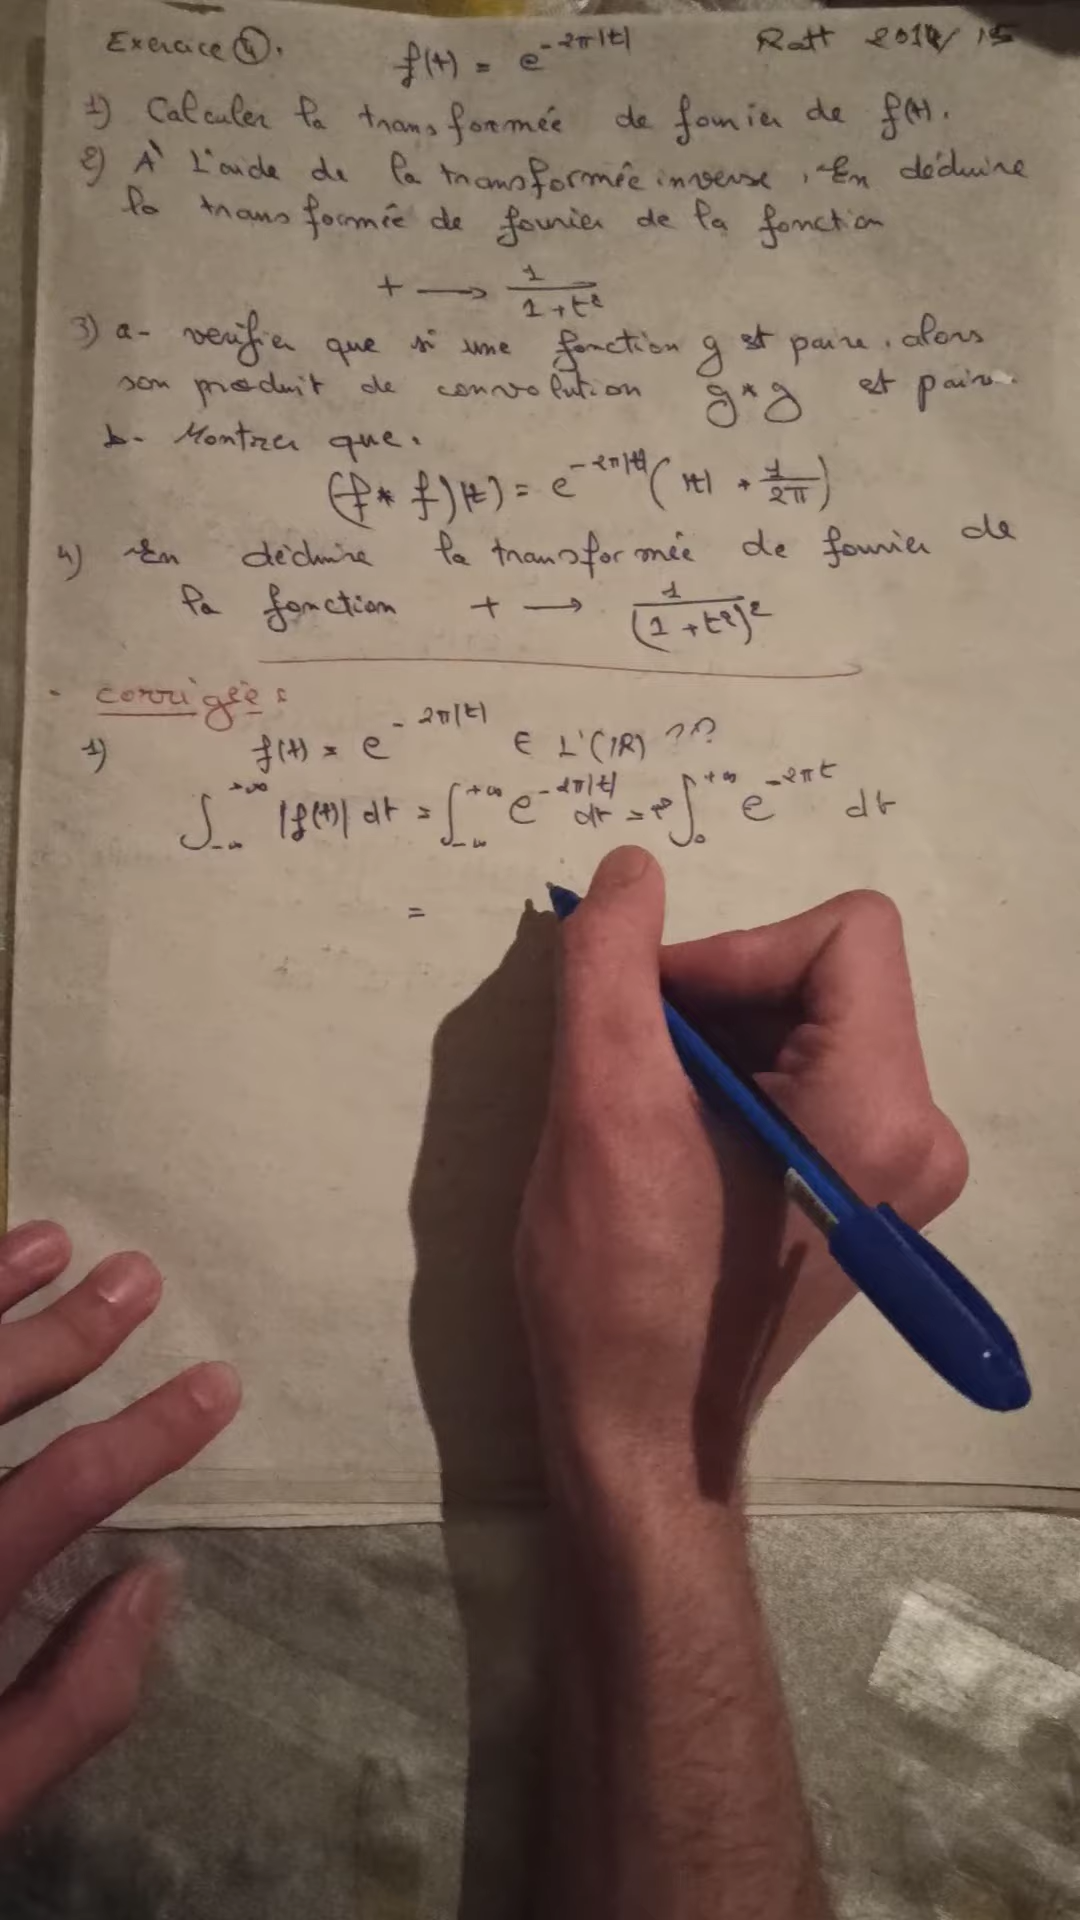 Exercice ④. f(t) = e^{-2π|t|} Ratt 2014/15
1) Calculer la transformée de fourier de f(t).
2) A' L'aide de la transformée inverse, En déduire
la transformée de fourier de la fonction
t → 1/(1+t²)
3) a- verifier que si une fonction g est paire, alors
son produit de convolution g*g est paire.
b- Montrer que.
(f * f)(t) = e^{-2π|t|} (|t| + 1/2π)
4) En déduire la transformée de fourier de
la fonction t → 1/(1+t²)²
- corrigée :
1) f(t) = e^{-2π|t|} ∈ L¹(IR) ??
∫_{-∞}^{+∞} |f(t)| dt = ∫_{-∞}^{+∞} e^{-2π|t|} dt = 2∫_0^{+∞} e^{-2πt} dt
=